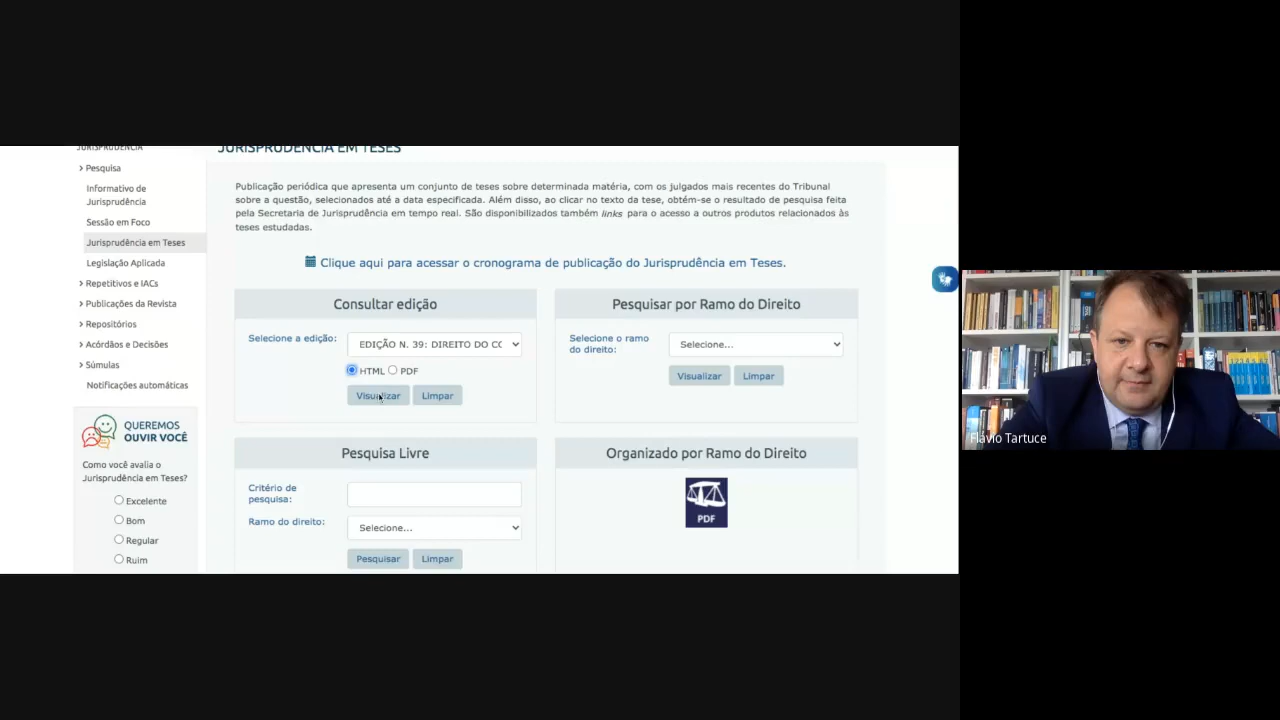 JURISPRUDÊNCIA
> Pesquisa
Informativo de
Jurisprudência
Sessão em Foco
Jurisprudência em Teses
Legislação Aplicada
> Repetitivos e IACs
> Publicações da Revista
> Repositórios
> Acórdãos e Decisões
> Súmulas
Notificações automáticas
QUEREMOS
OUVIR VOCÊ
Como você avalia o
Jurisprudência em Teses?
Excelente
Bom
Regular
Ruim
JURISPRUDÊNCIA EM TESES
Publicação periódica que apresenta um conjunto de teses sobre determinada matéria, com os julgados mais recentes do Tribunal
sobre a questão, selecionados até a data especificada. Além disso, ao clicar no texto da tese, obtém-se o resultado de pesquisa feita
pela Secretaria de Jurisprudência em tempo real. São disponibilizados também links para o acesso a outros produtos relacionados às
teses estudadas.
Clique aqui para acessar o cronograma de publicação do Jurisprudência em Teses.
Consultar edição
Selecione a edição:
EDIÇÃO N. 39: DIREITO DO CO
HTML PDF
Visualizar Limpar
Pesquisar por Ramo do Direito
Selecione o ramo
do direito:
Selecione...
Visualizar Limpar
Pesquisa Livre
Critério de
pesquisa:
Ramo do direito:
Selecione...
Pesquisar Limpar
Organizado por Ramo do Direito
PDF
Flávio Tartuce